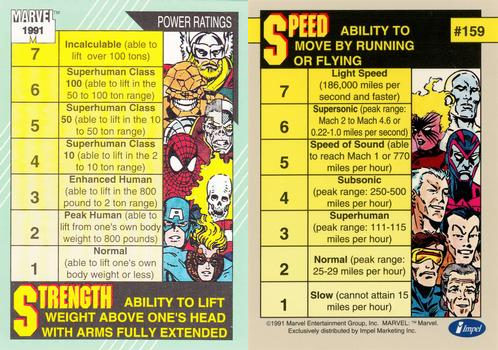 MARVEL™
1991
M
POWER RATINGS
7
Incalculable (able to
lift over 100 tons)
6
Superhuman Class
100 (able to lift in the
50 to 100 ton range)
5
Superhuman Class
50 (able to lift in the
10 to 50 ton range)
4
Superhuman Class
10 (able to lift in the 2
to 10 ton range)
3
Enhanced Human
(able to lift in the 800
pound to 2 ton range)
2
Peak Human (able to
lift from one's own body
weight to 800 pounds)
1
Normal
(able to lift one's own
body weight or less)
STRENGTH
ABILITY TO LIFT
WEIGHT ABOVE ONE'S HEAD
WITH ARMS FULLY EXTENDED
SPEED
ABILITY TO
MOVE BY RUNNING
OR FLYING
#159
7
Light Speed
(186,000 miles per
second and faster)
6
Supersonic (peak range:
Mach 2 to Mach 4.6 or
0.22-1.0 miles per second)
5
Speed of Sound (able to
reach Mach 1 or 770
miles per hour)
4
Subsonic
(peak range: 250-500
miles per hour)
3
Superhuman
(peak range: 111-115
miles per hour)
2
Normal (peak range:
25-29 miles per hour)
1
Slow (cannot attain 15
miles per hour)
©1991 Marvel Entertainment Group, Inc. MARVEL: ™ Marvel.
Exclusively distributed by Impel Marketing Inc.
Impel